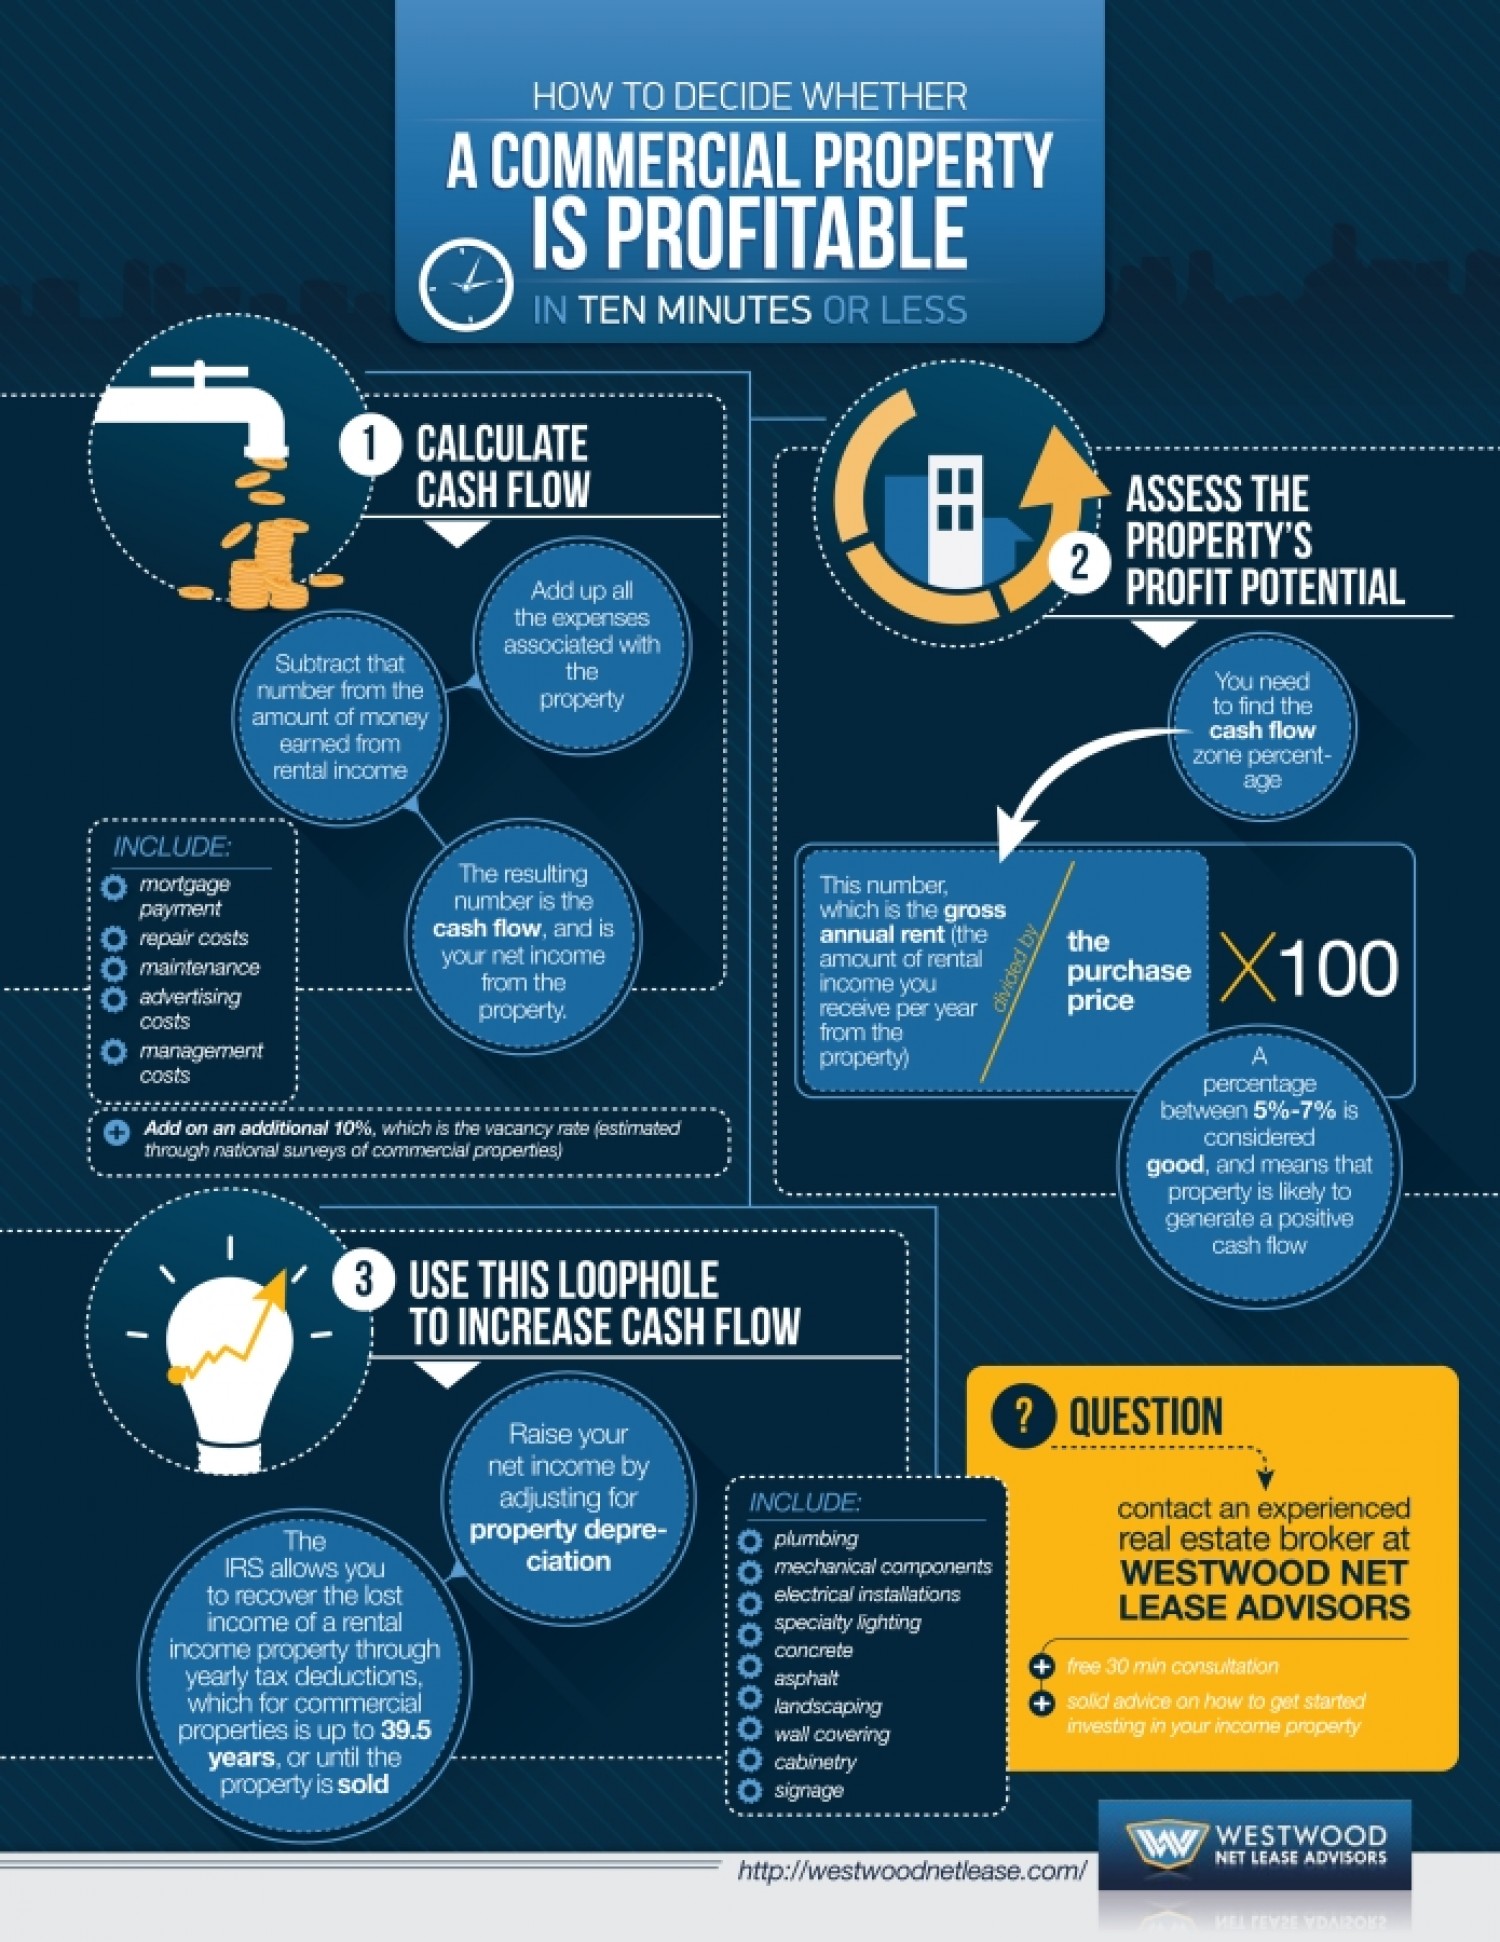 HOW TO DECIDE WHETHER
A COMMERCIAL PROPERTY
IS PROFITABLE
IN TEN MINUTES OR LESS
1
CALCULATE
CASH FLOW
Add up all
the expenses
associated with
the
property
Subtract that
number from the
amount of money
earned from
rental income
The resulting
number is the
cash flow, and is
your net income
from the
property.
INCLUDE:
mortgage
payment
repair costs
maintenance
advertising
costs
management
costs
Add on an additional 10%, which is the vacancy rate (estimated
through national surveys of commercial properties)
2
ASSESS THE
PROPERTY'S
PROFIT POTENTIAL
You need
to find the
cash flow
zone percent-
age
This number,
which is the gross
annual rent (the
amount of rental
income you
receive per year
from the
property)
divided by
the
purchase
price
X100
A
percentage
between 5%-7% is
considered
good, and means that
property is likely to
generate a positive
cash flow
3
USE THIS LOOPHOLE
TO INCREASE CASH FLOW
Raise your
net income by
adjusting for
property depre-
ciation
The
IRS allows you
to recover the lost
income of a rental
income property through
yearly tax deductions,
which for commercial
properties is up to 39.5
years, or until the
property is sold
INCLUDE:
plumbing
mechanical components
electrical installations
specialty lighting
concrete
asphalt
landscaping
wall covering
cabinetry
signage
?
QUESTION
contact an experienced
real estate broker at
WESTWOOD NET
LEASE ADVISORS
free 30 min consultation
solid advice on how to get started
investing in your income property
http://westwoodnetlease.com/
W
WESTWOOD
NET LEASE ADVISORS